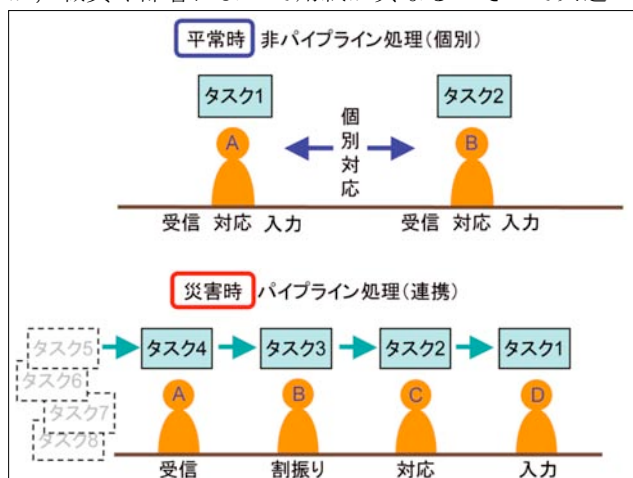 平常時 非パイプライン処理(個別)
タスク1 タスク2
個別対応
A B
受信 対応 入力 受信 対応 入力
災害時 パイプライン処理(連携)
タスク5 タスク4 タスク3 タスク2 タスク1
タスク6
タスク7
タスク8
A B C D
受信 割振り 対応 入力